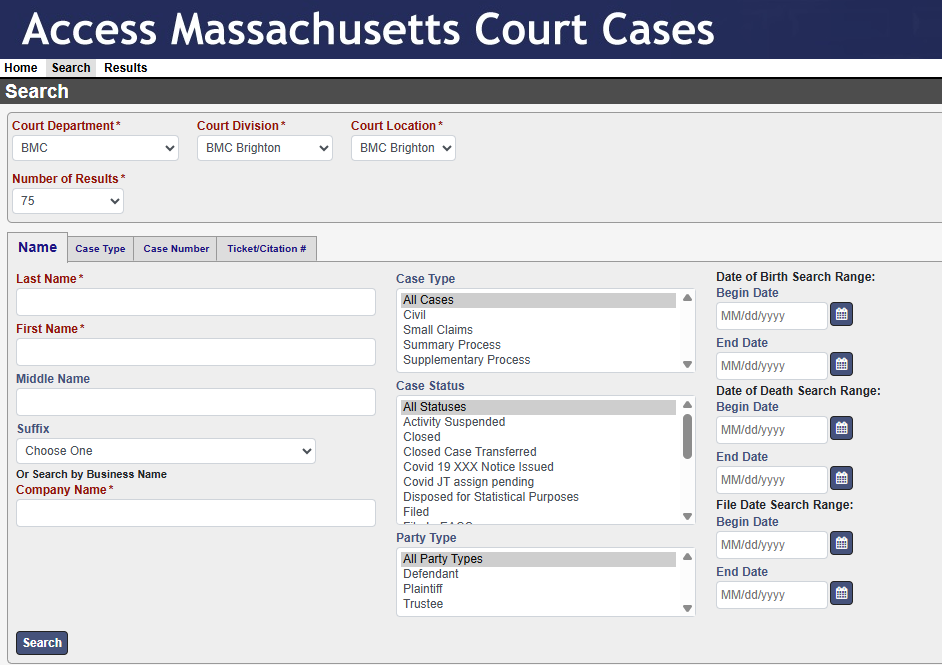 Access Massachusetts Court Cases
Home Search Results
Search
Court Department* Court Division* Court Location*
BMC BMC Brighton BMC Brighton
Number of Results*
75
Name Case Type Case Number Ticket/Citation #
Last Name*
First Name*
Middle Name
Suffix
Choose One
Or Search by Business Name
Company Name*
Search
Case Type
All Cases
Civil
Small Claims
Summary Process
Supplementary Process
Case Status
All Statuses
Activity Suspended
Closed
Closed Case Transferred
Covid 19 XXX Notice Issued
Covid JT assign pending
Disposed for Statistical Purposes
Filed
Party Type
All Party Types
Defendant
Plaintiff
Trustee
Date of Birth Search Range:
Begin Date
MM/dd/yyyy
End Date
MM/dd/yyyy
Date of Death Search Range:
Begin Date
MM/dd/yyyy
End Date
MM/dd/yyyy
File Date Search Range:
Begin Date
MM/dd/yyyy
End Date
MM/dd/yyyy